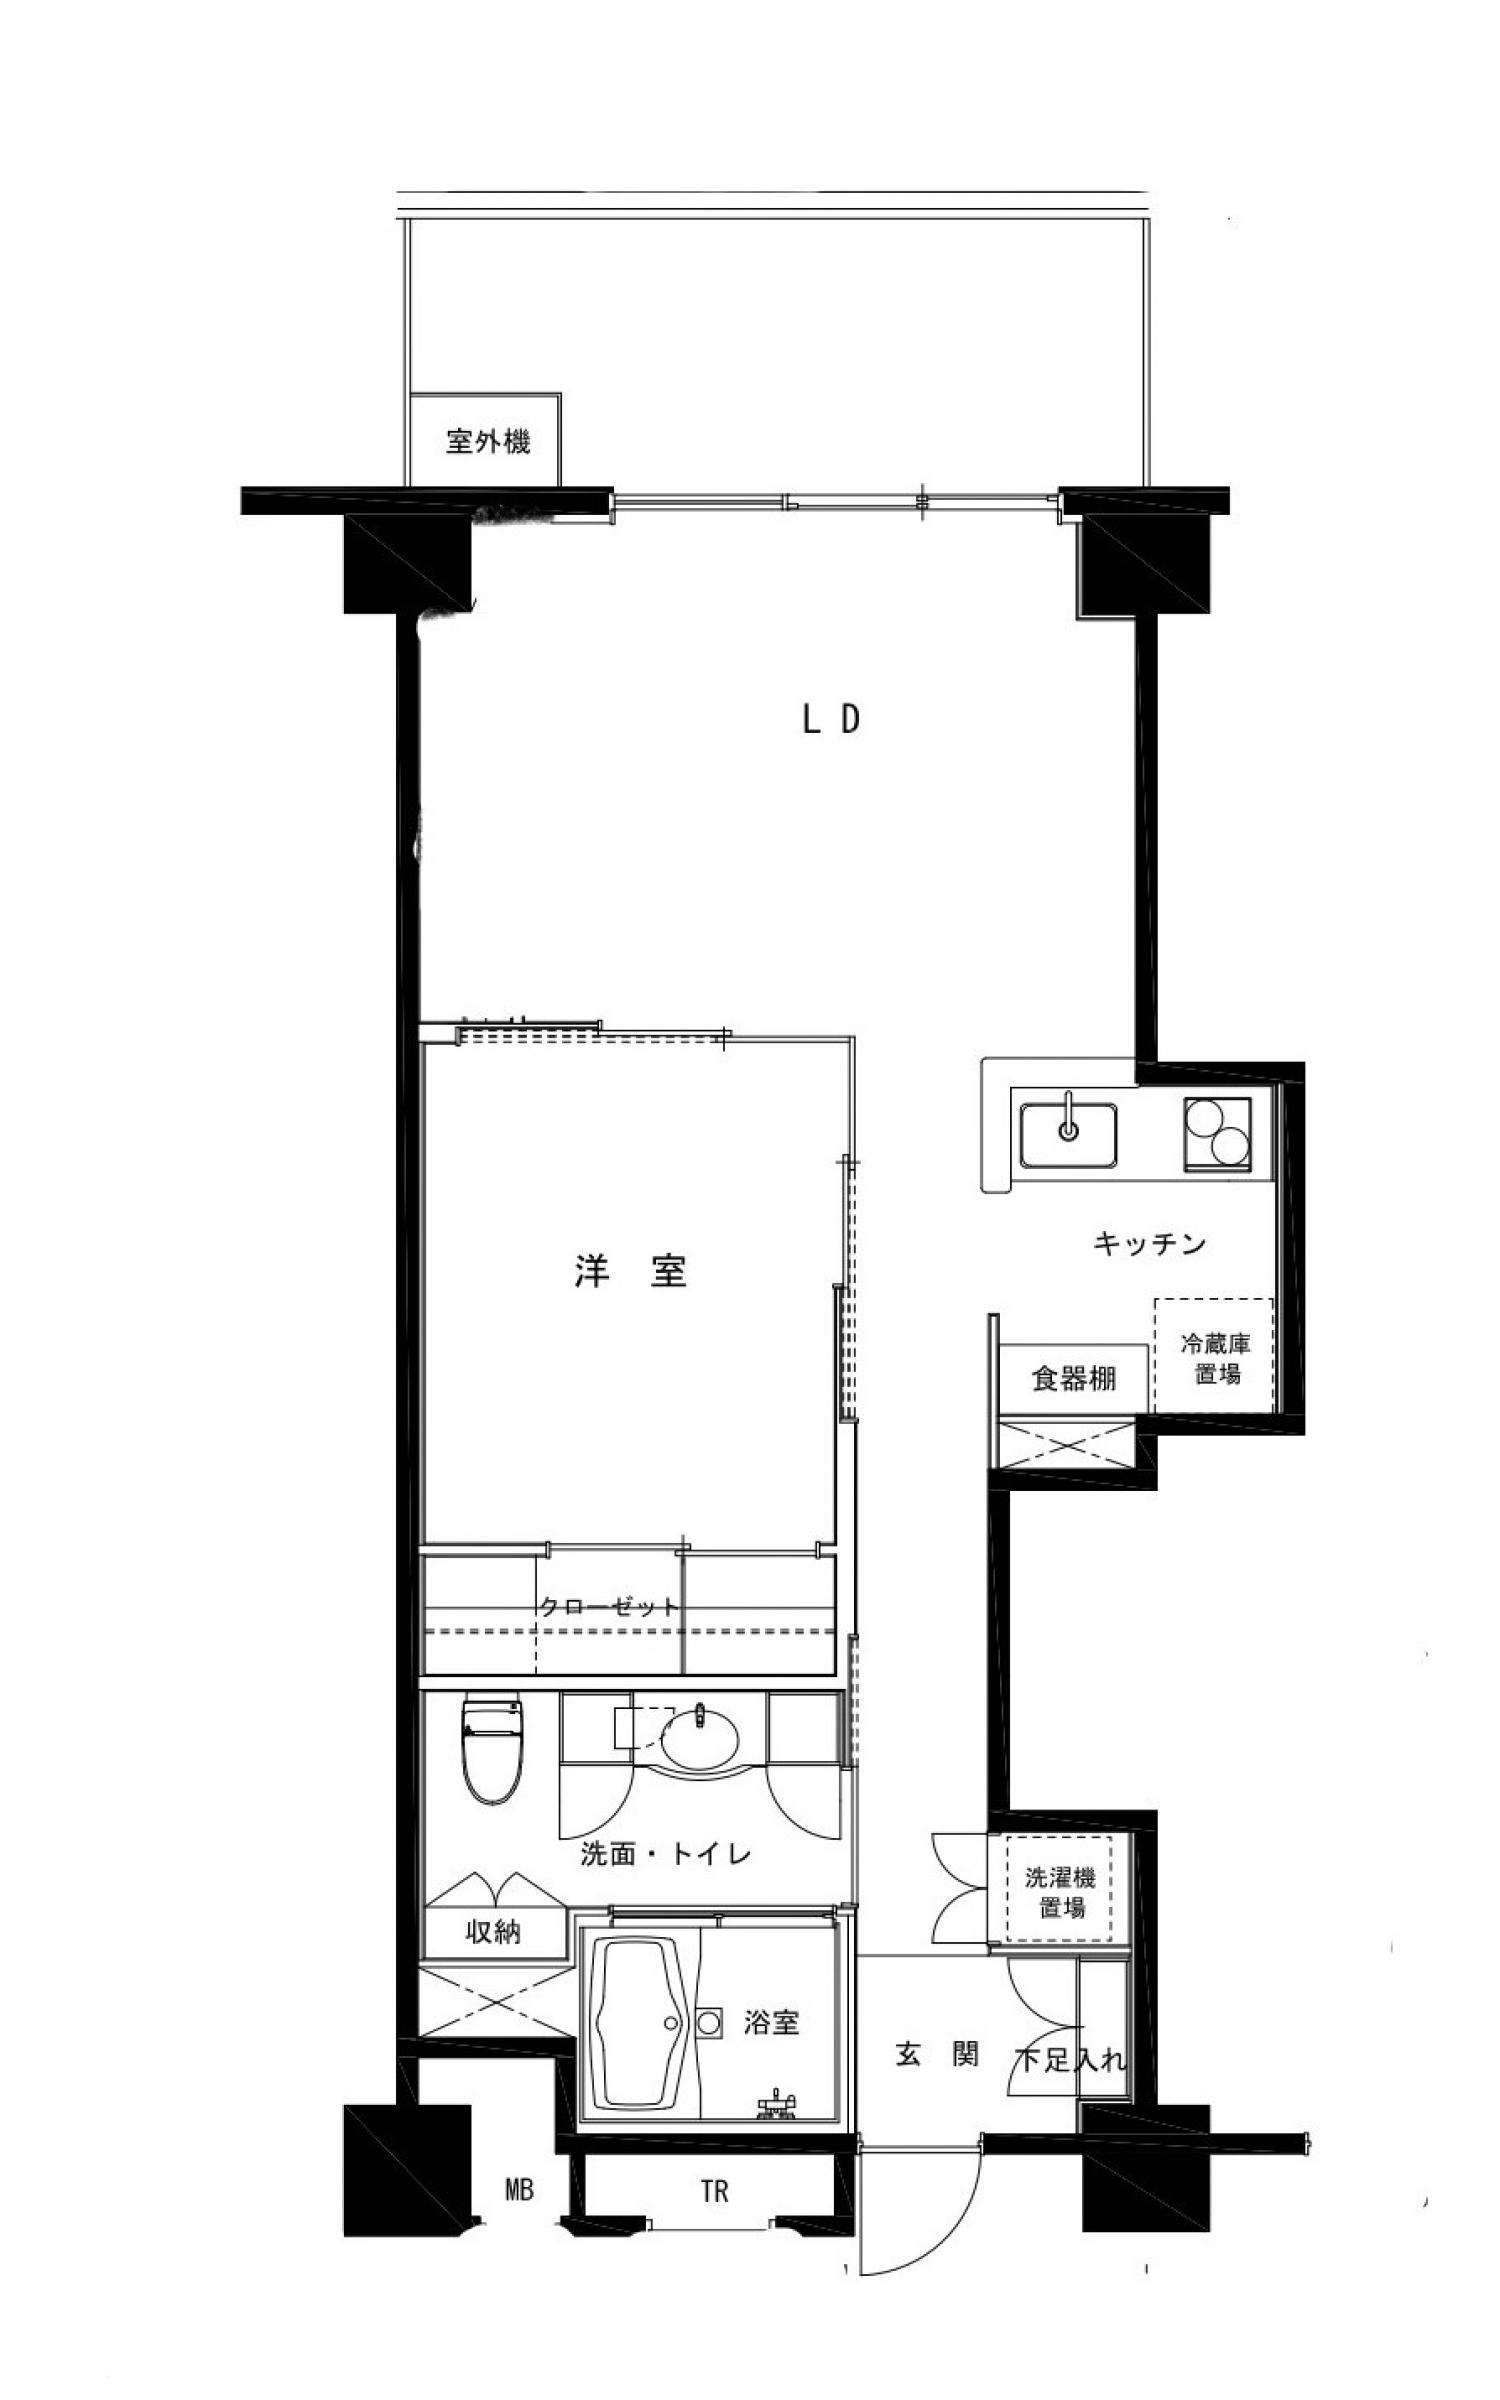 室外機
ＬＤ
洋　室
キッチン
冷蔵庫
置場
食器棚
クローゼット
洗面・トイレ
洗濯機
置場
収納
浴室
玄　関
下足入れ
MB
TR